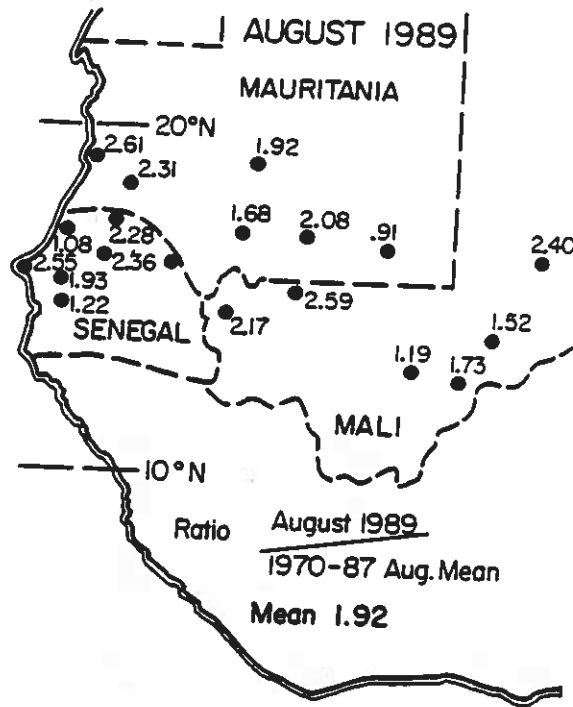 AUGUST 1989
MAURITANIA
20°N
2.61
1.92
2.31
1.68
2.08
.91
1.08
2.28
2.36
2.40
2.55
1.93
2.59
1.22
2.17
SENEGAL
1.52
1.19
1.73
MALI
10°N
Ratio
August 1989
1970-87 Aug. Mean
Mean 1.92